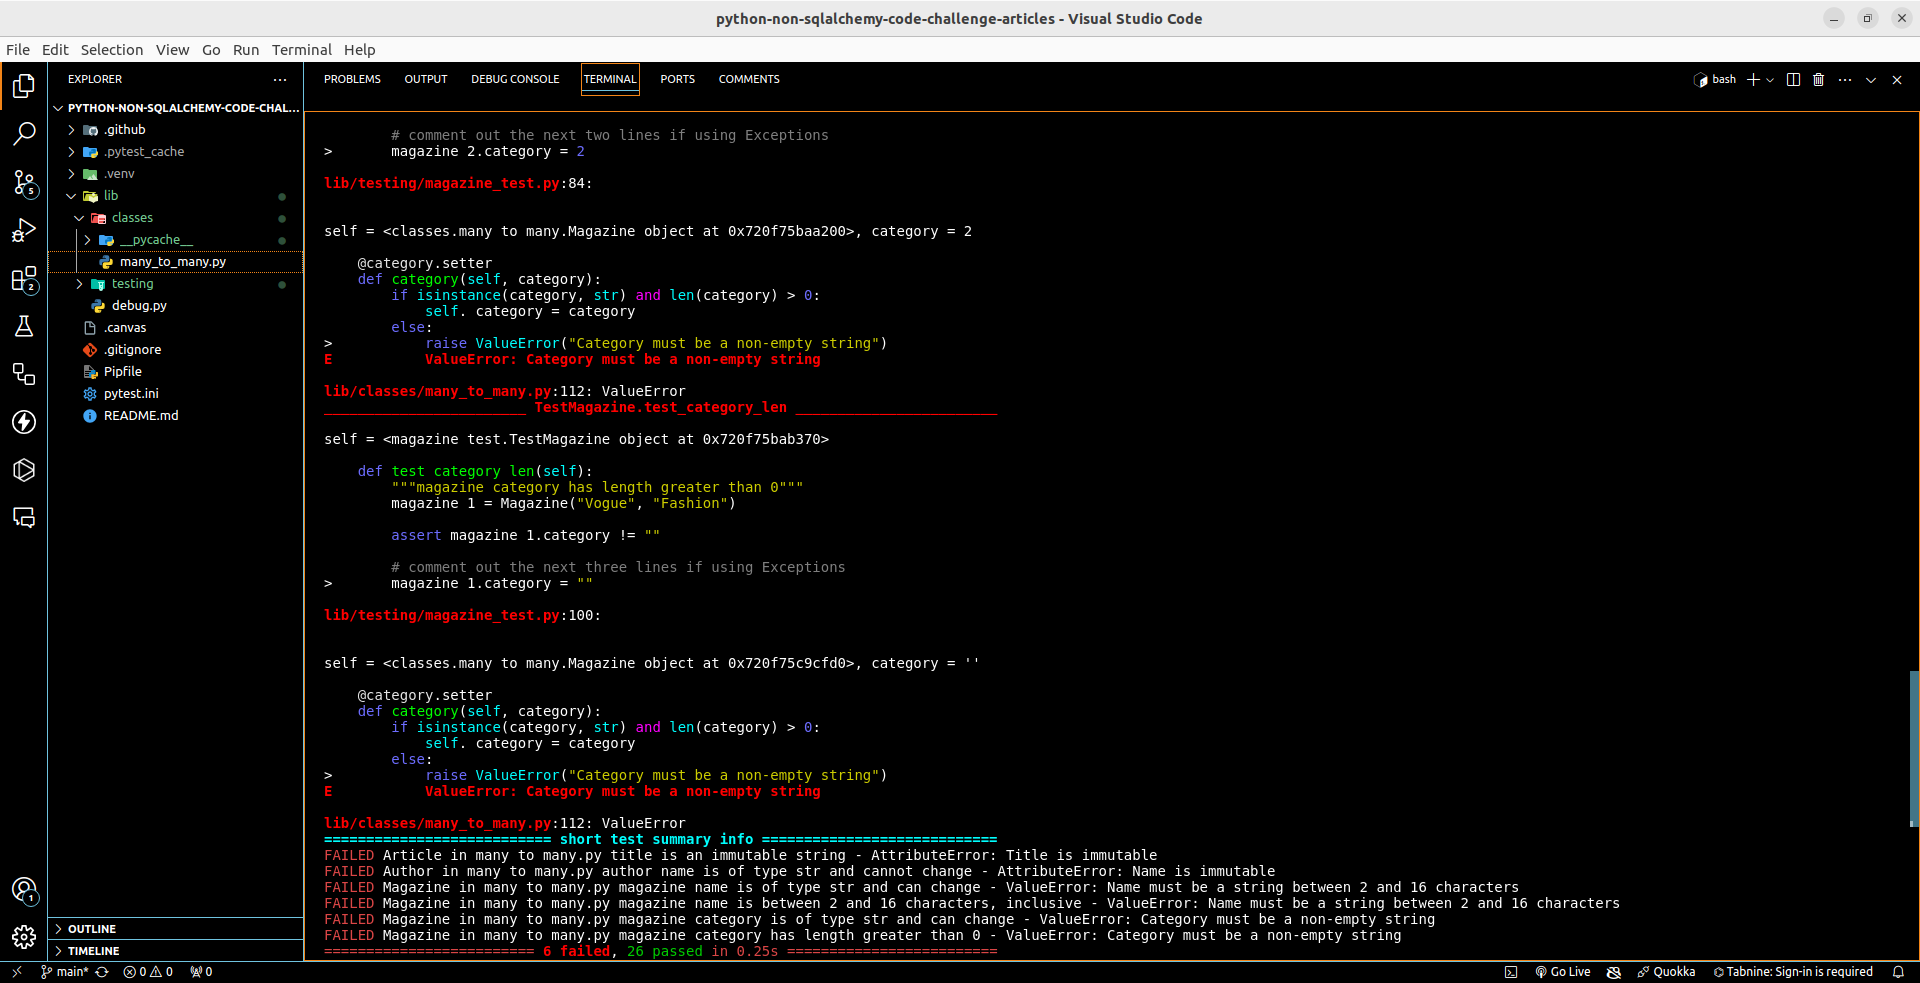 python-non-sqlalchemy-code-challenge-articles - Visual Studio Code
File Edit Selection View Go Run Terminal Help
EXPLORER
PYTHON-NON-SQLALCHEMY-CODE-CHAL...
.github
.pytest_cache
.venv
lib
classes
__pycache__
many_to_many.py
testing
debug.py
.canvas
.gitignore
Pipfile
pytest.ini
README.md
OUTLINE
TIMELINE
5
2
1
PROBLEMS OUTPUT DEBUG CONSOLE TERMINAL PORTS COMMENTS
bash
# comment out the next two lines if using Exceptions
> magazine 2.category = 2
lib/testing/magazine_test.py:84:
self = <classes.many to many.Magazine object at 0x720f75baa200>, category = 2
@category.setter
def category(self, category):
if isinstance(category, str) and len(category) > 0:
self. category = category
else:
> raise ValueError("Category must be a non-empty string")
E ValueError: Category must be a non-empty string
lib/classes/many_to_many.py:112: ValueError
________________________ TestMagazine.test_category_len ________________________
self = <magazine test.TestMagazine object at 0x720f75bab370>
def test category len(self):
"""magazine category has length greater than 0"""
magazine 1 = Magazine("Vogue", "Fashion")
assert magazine 1.category != ""
# comment out the next three lines if using Exceptions
> magazine 1.category = ""
lib/testing/magazine_test.py:100:
self = <classes.many to many.Magazine object at 0x720f75c9cfd0>, category = ''
@category.setter
def category(self, category):
if isinstance(category, str) and len(category) > 0:
self. category = category
else:
> raise ValueError("Category must be a non-empty string")
E ValueError: Category must be a non-empty string
lib/classes/many_to_many.py:112: ValueError
=========================== short test summary info ============================
FAILED Article in many to many.py title is an immutable string - AttributeError: Title is immutable
FAILED Author in many to many.py author name is of type str and cannot change - AttributeError: Name is immutable
FAILED Magazine in many to many.py magazine name is of type str and can change - ValueError: Name must be a string between 2 and 16 characters
FAILED Magazine in many to many.py magazine name is between 2 and 16 characters, inclusive - ValueError: Name must be a string between 2 and 16 characters
FAILED Magazine in many to many.py magazine category is of type str and can change - ValueError: Category must be a non-empty string
FAILED Magazine in many to many.py magazine category has length greater than 0 - ValueError: Category must be a non-empty string
========================= 6 failed, 26 passed in 0.25s =========================
main* 0 0 0 Go Live Quokka Tabnine: Sign-in is required